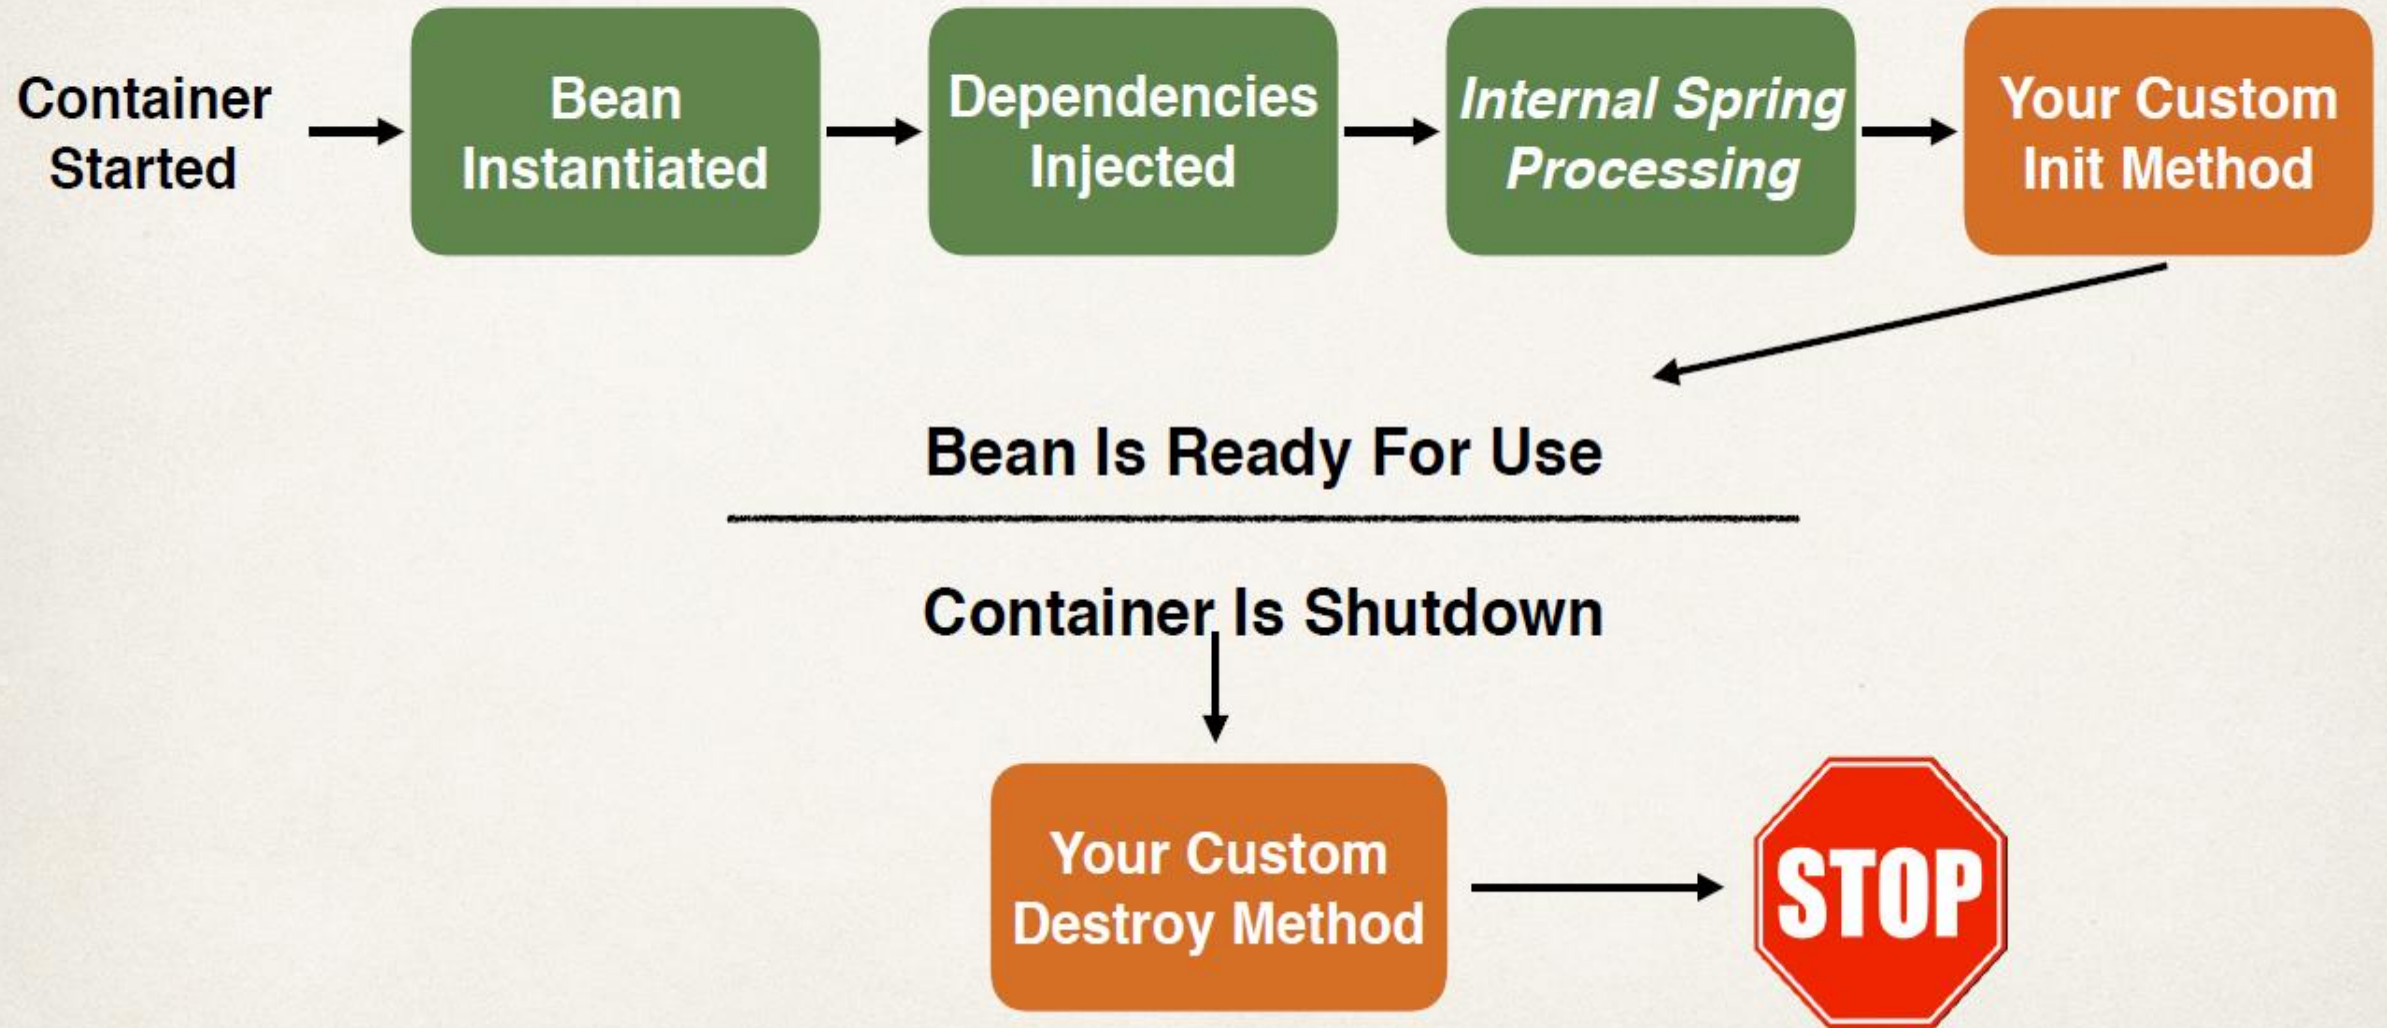 Container
Started
Bean
Instantiated
Dependencies
Injected
Internal Spring
Processing
Your Custom
Init Method
Bean Is Ready For Use
Container Is Shutdown
Your Custom
Destroy Method
STOP